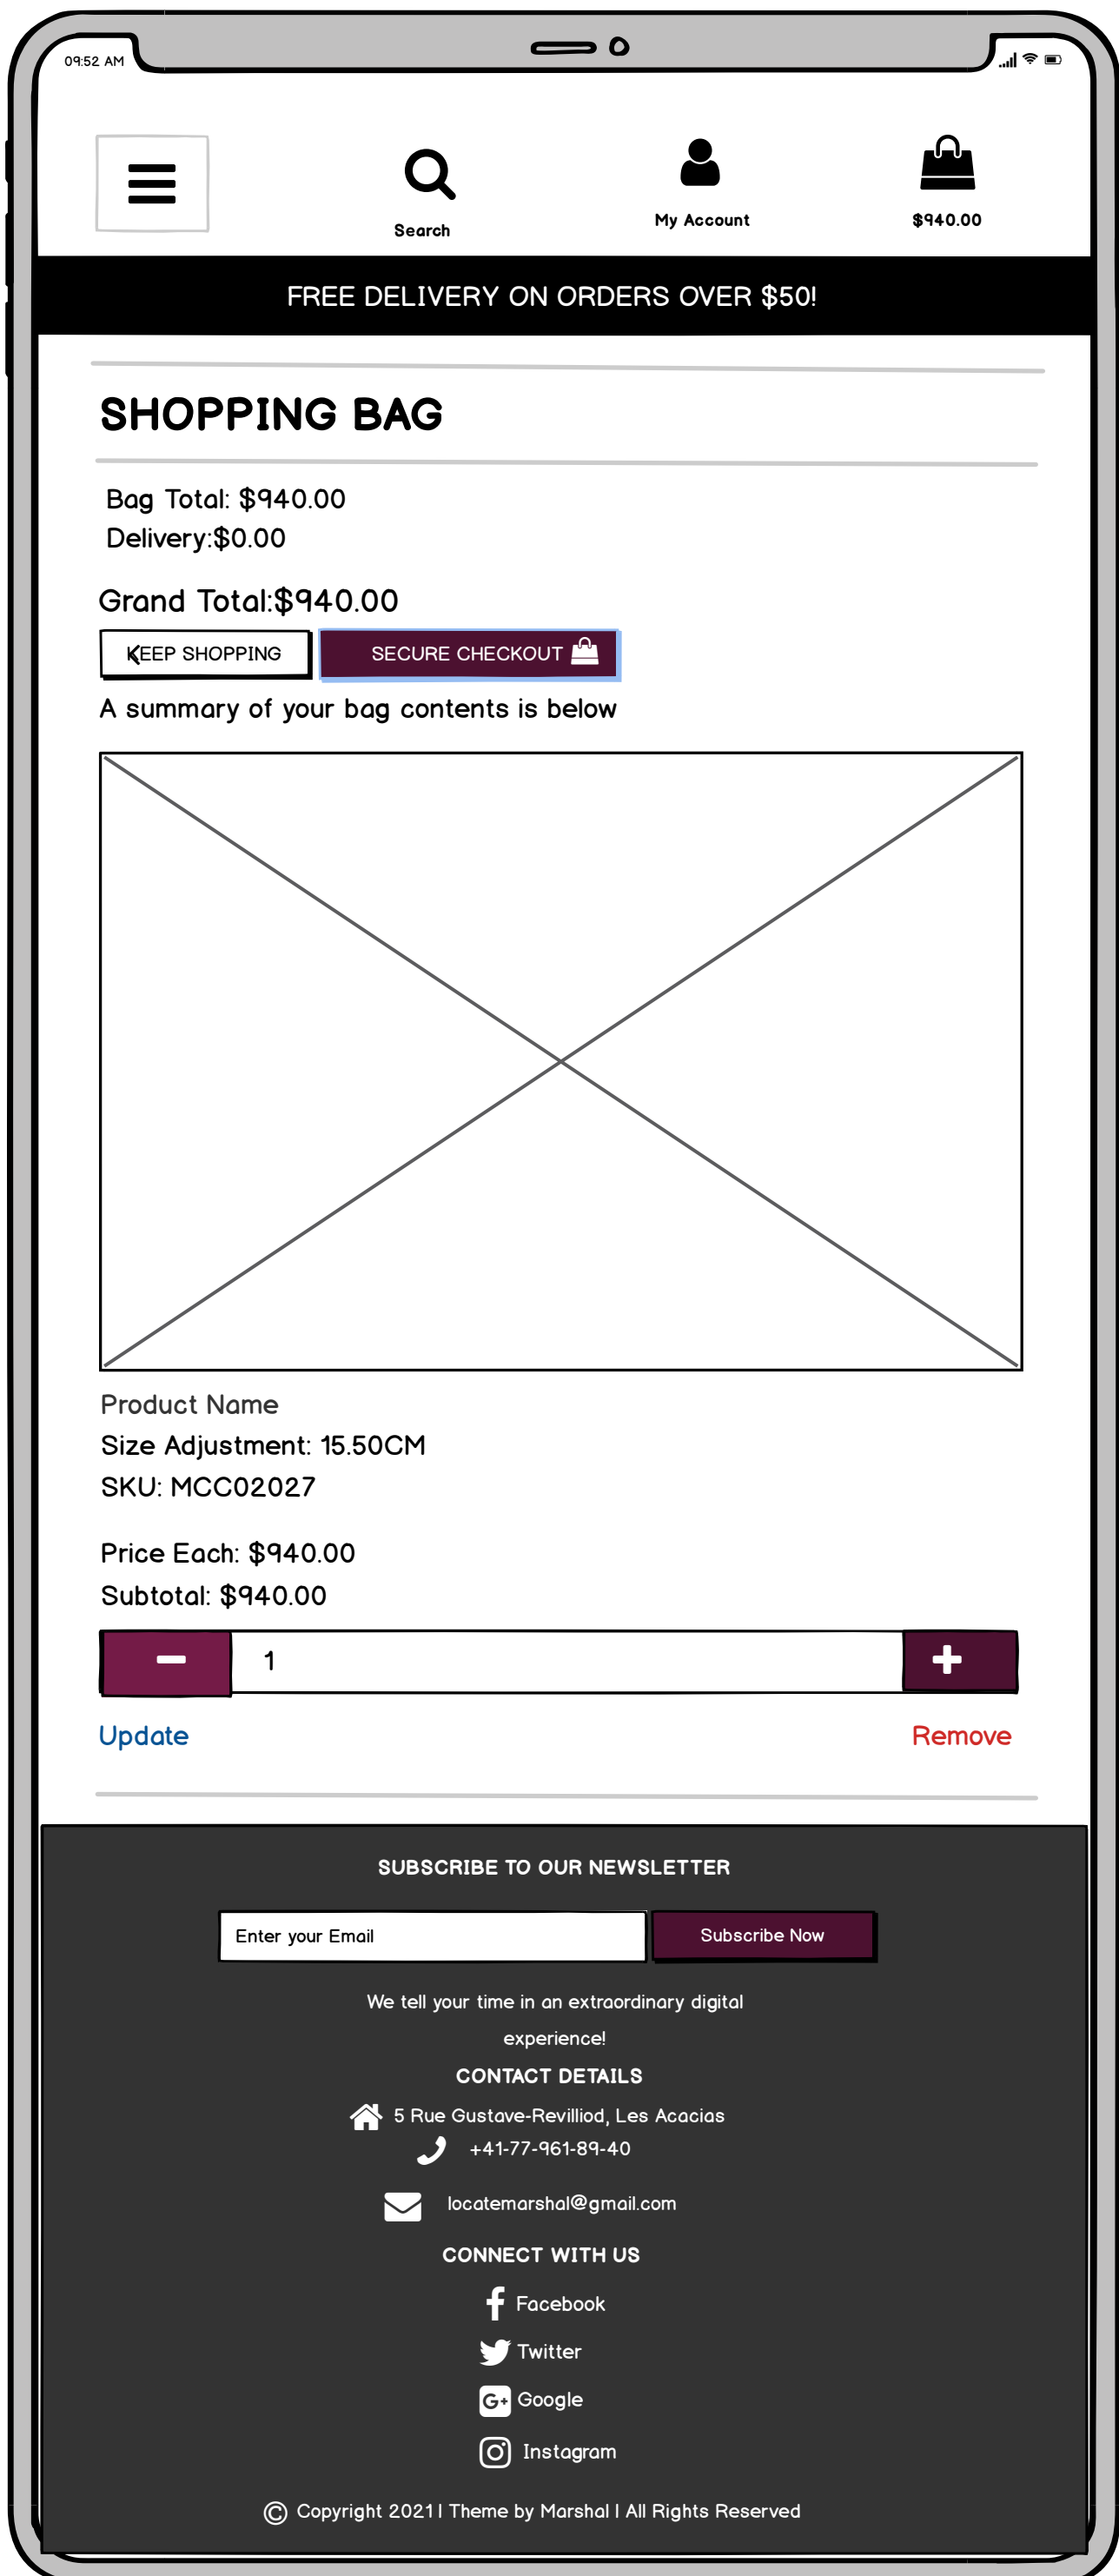 09:52 AM
Search
My Account
$940.00
FREE DELIVERY ON ORDERS OVER $50!
SHOPPING BAG
Bag Total: $940.00
Delivery:$0.00
Grand Total:$940.00
KEEP SHOPPING
SECURE CHECKOUT
A summary of your bag contents is below
Product Name
Size Adjustment: 15.50CM
SKU: MCC02027
Price Each: $940.00
Subtotal: $940.00
1
Update
Remove
SUBSCRIBE TO OUR NEWSLETTER
Enter your Email
Subscribe Now
We tell your time in an extraordinary digital
experience!
CONTACT DETAILS
5 Rue Gustave-Revilliod, Les Acacias
+41-77-961-89-40
locatemarshal@gmail.com
CONNECT WITH US
Facebook
Twitter
G+ Google
Instagram
© Copyright 2021 | Theme by Marshal | All Rights Reserved